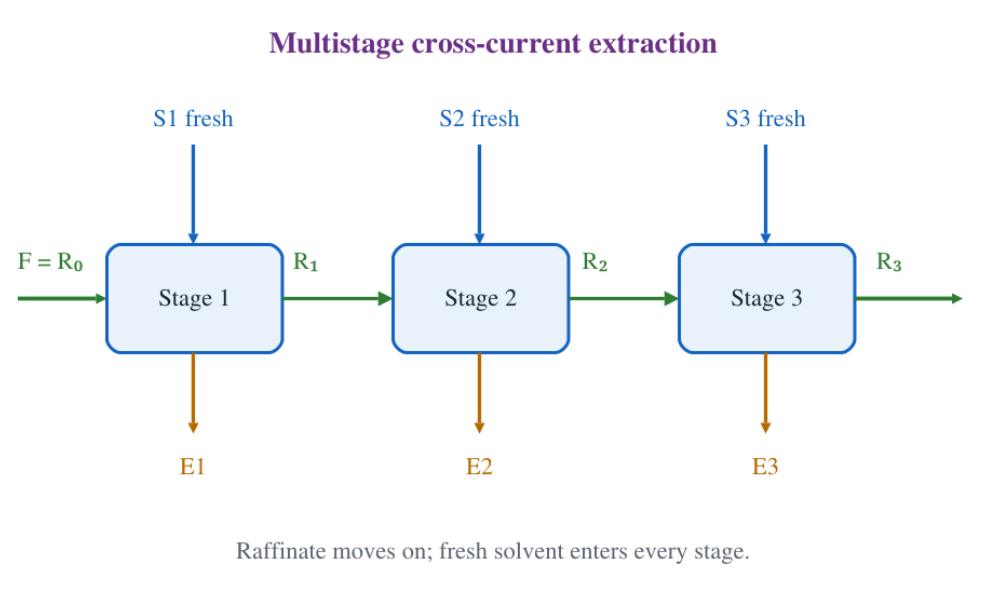 Multistage cross-current extraction
S1 fresh
S2 fresh
S3 fresh
F = R₀
R₁
R₂
R₃
Stage 1
Stage 2
Stage 3
E1
E2
E3
Raffinate moves on; fresh solvent enters every stage.